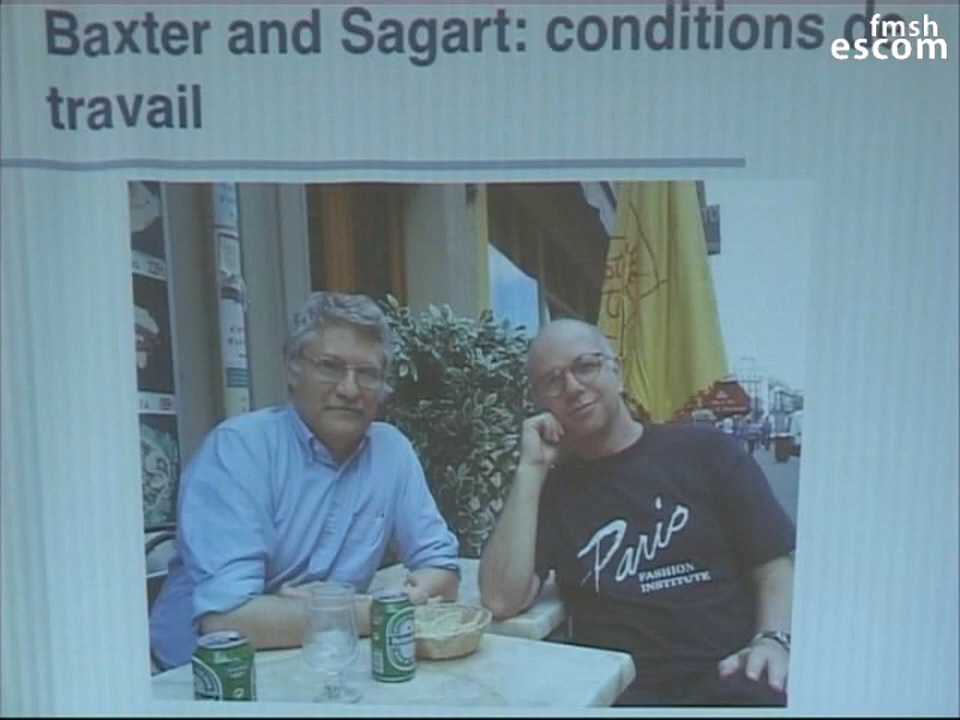 Baxter and Sagart: conditions de
travail
fmsh
escom
Paris
FASHION
INSTITUTE